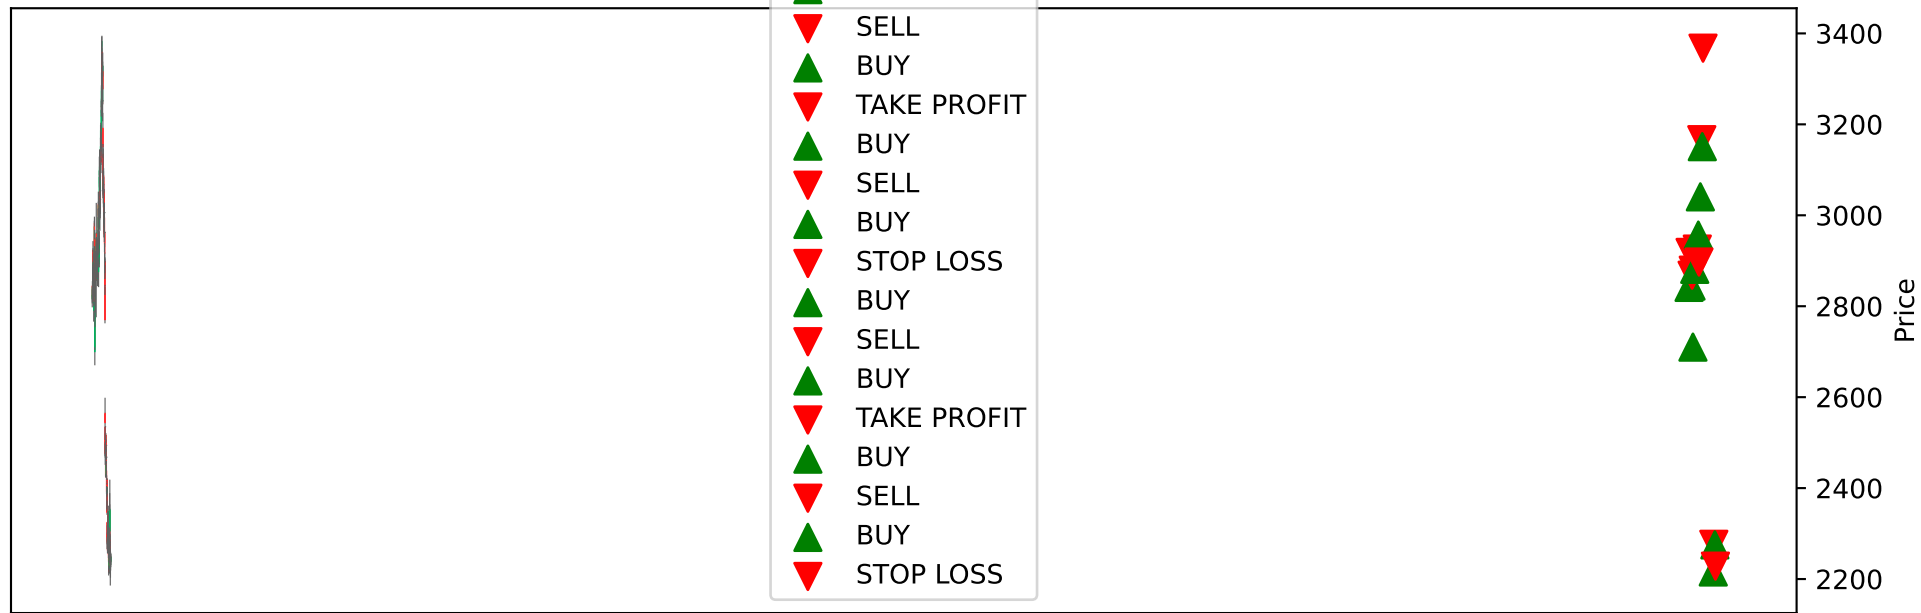 SELL
BUY
TAKE PROFIT
BUY
SELL
BUY
STOP LOSS
BUY
SELL
BUY
TAKE PROFIT
BUY
SELL
BUY
STOP LOSS
3400
3200
3000
2800
2600
2400
2200
Price